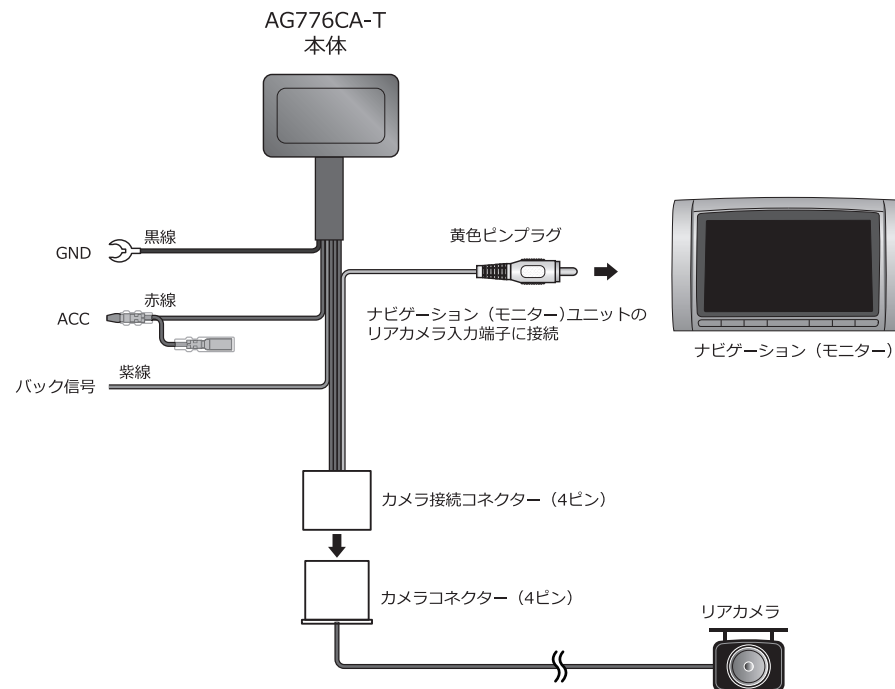 AG776CA-T
本体
黒線
GND
黄色ピンプラグ
赤線
ACC
ナビゲーション（モニター）ユニットの
リアカメラ入力端子に接続
ナビゲーション（モニター）
紫線
バック信号
カメラ接続コネクター（4ピン）
カメラコネクター（4ピン）
リアカメラ